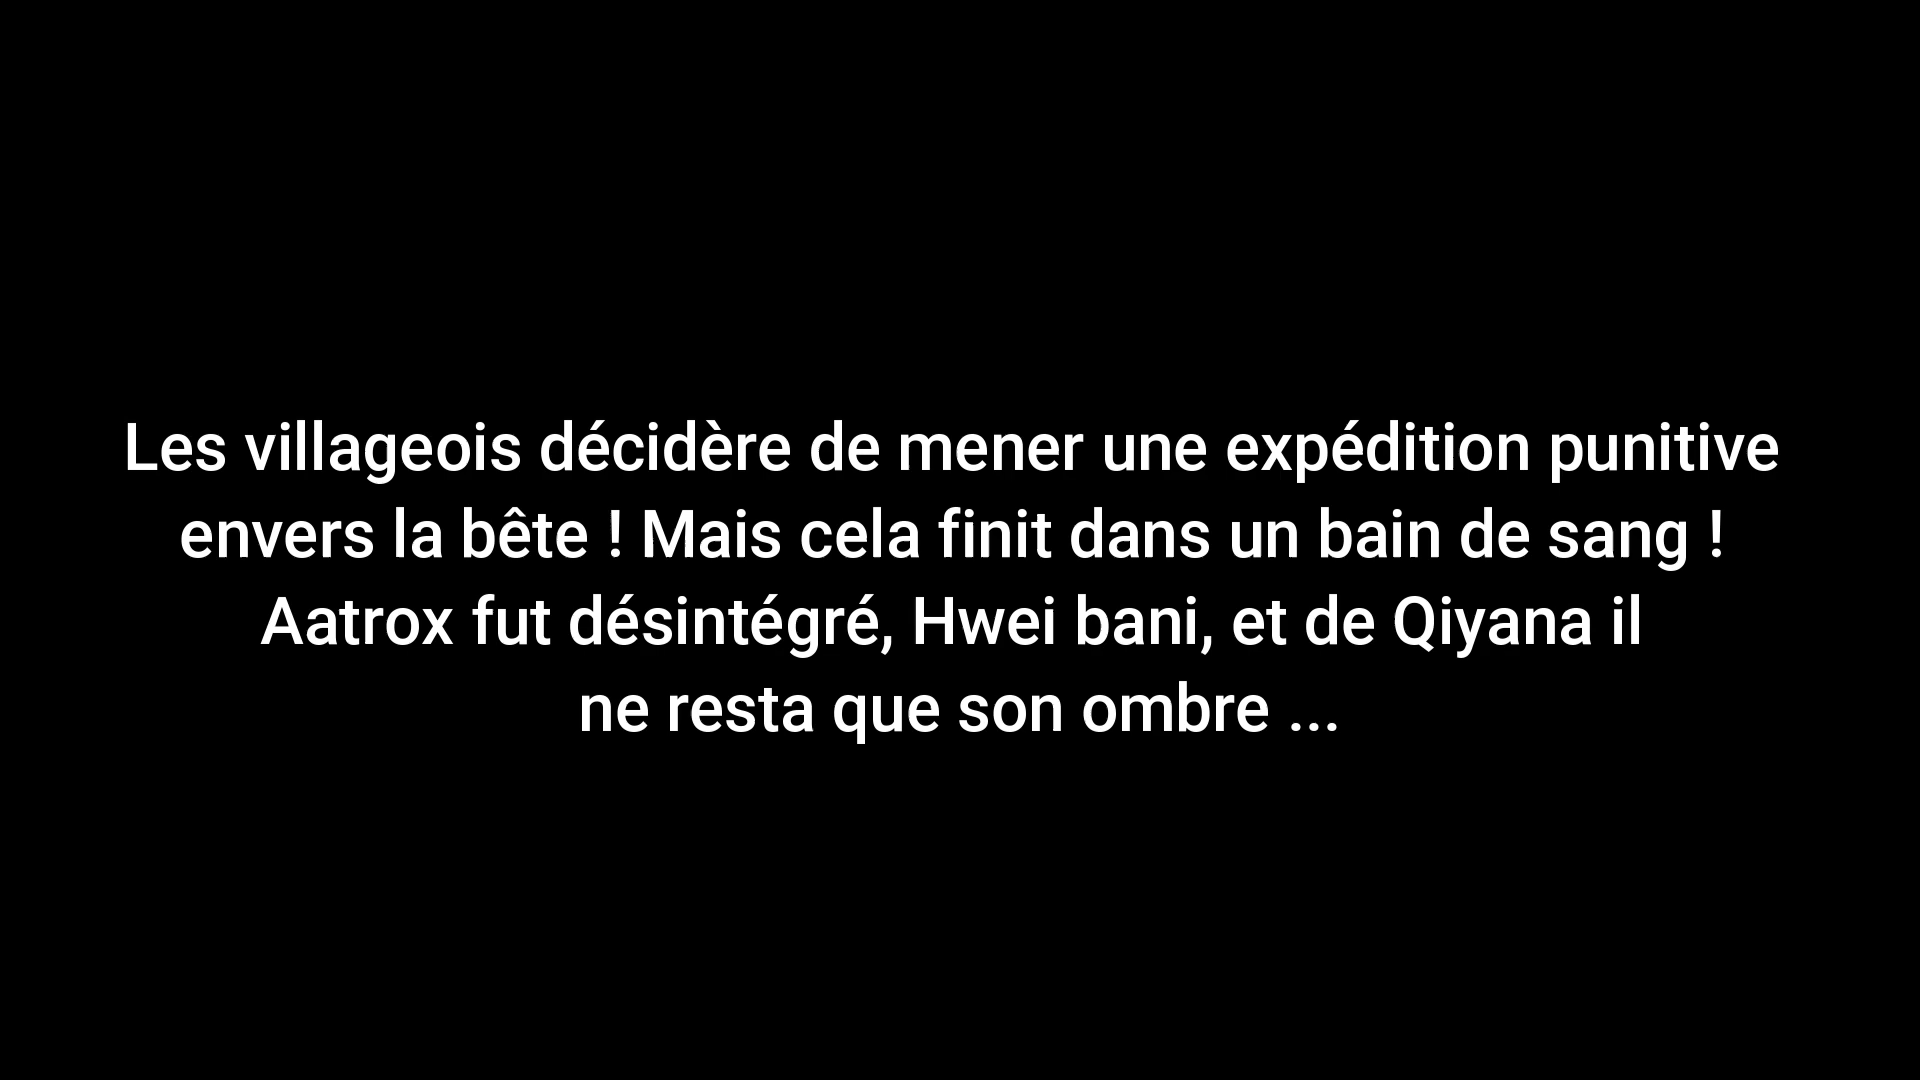 Les villageois décidère de mener une expédition punitive
envers la bête ! Mais cela finit dans un bain de sang !
Aatrox fut désintégré, Hwei bani, et de Qiyana il
ne resta que son ombre ...